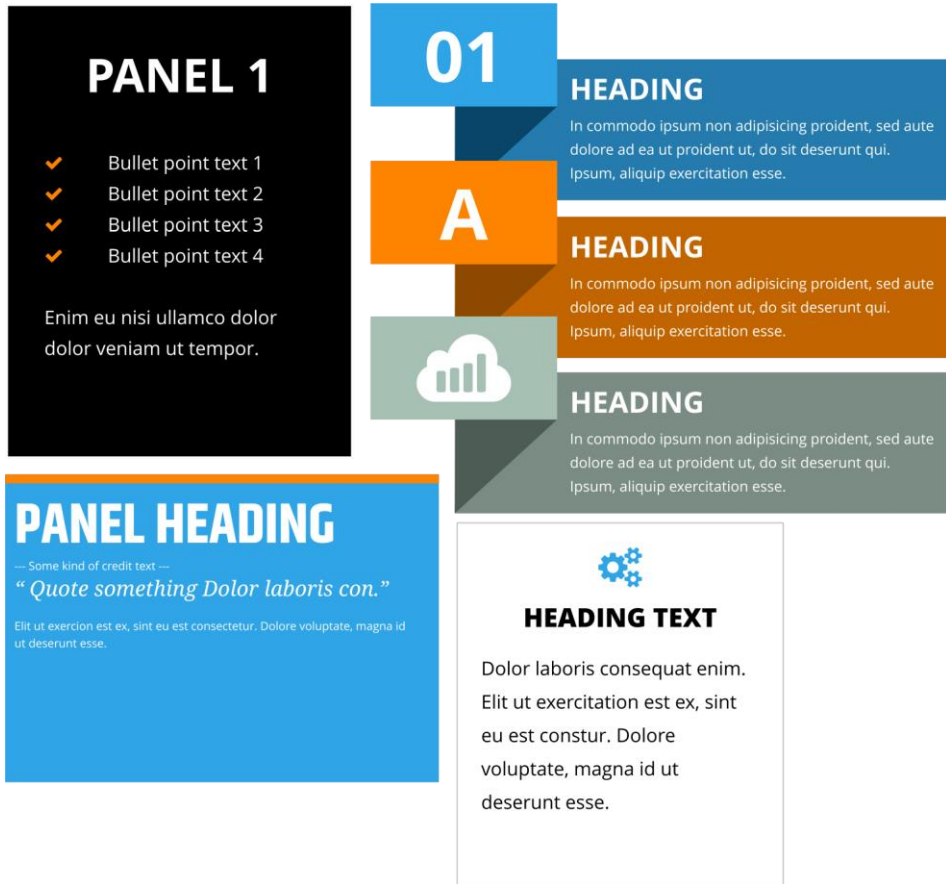 PANEL 1
Bullet point text 1
Bullet point text 2
Bullet point text 3
Bullet point text 4
Enim eu nisi ullamco dolor
dolor veniam ut tempor.
01
HEADING
In commodo ipsum non adipisicing proident, sed aute
dolore ad ea ut proident ut, do sit deserunt qui.
Ipsum, aliquip exercitation esse.
A
HEADING
In commodo ipsum non adipisicing proident, sed aute
dolore ad ea ut proident ut, do sit deserunt qui.
Ipsum, aliquip exercitation esse.
HEADING
In commodo ipsum non adipisicing proident, sed aute
dolore ad ea ut proident ut, do sit deserunt qui.
Ipsum, aliquip exercitation esse.
PANEL HEADING
--- Some kind of credit text ---
“ Quote something Dolor laboris con.”
Elit ut exercion est ex, sint eu est consectetur. Dolore voluptate, magna id
ut deserunt esse.
HEADING TEXT
Dolor laboris consequat enim.
Elit ut exercitation est ex, sint
eu est constur. Dolore
voluptate, magna id ut
deserunt esse.